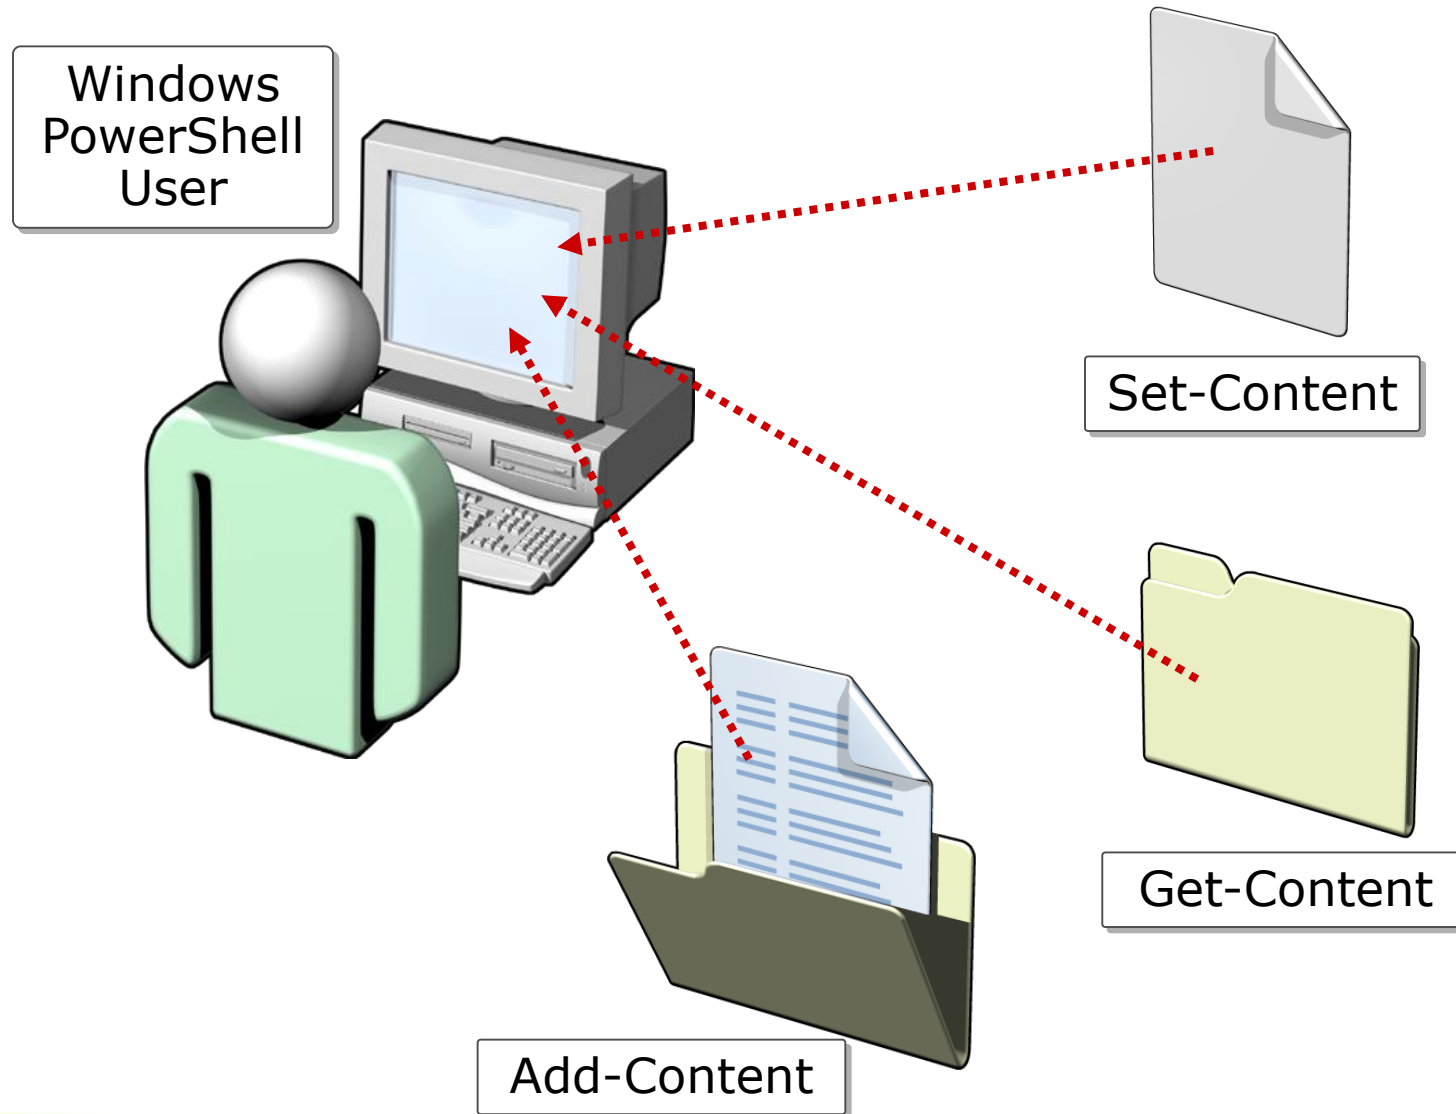 Windows
PowerShell
User
Set-Content
Get-Content
Add-Content